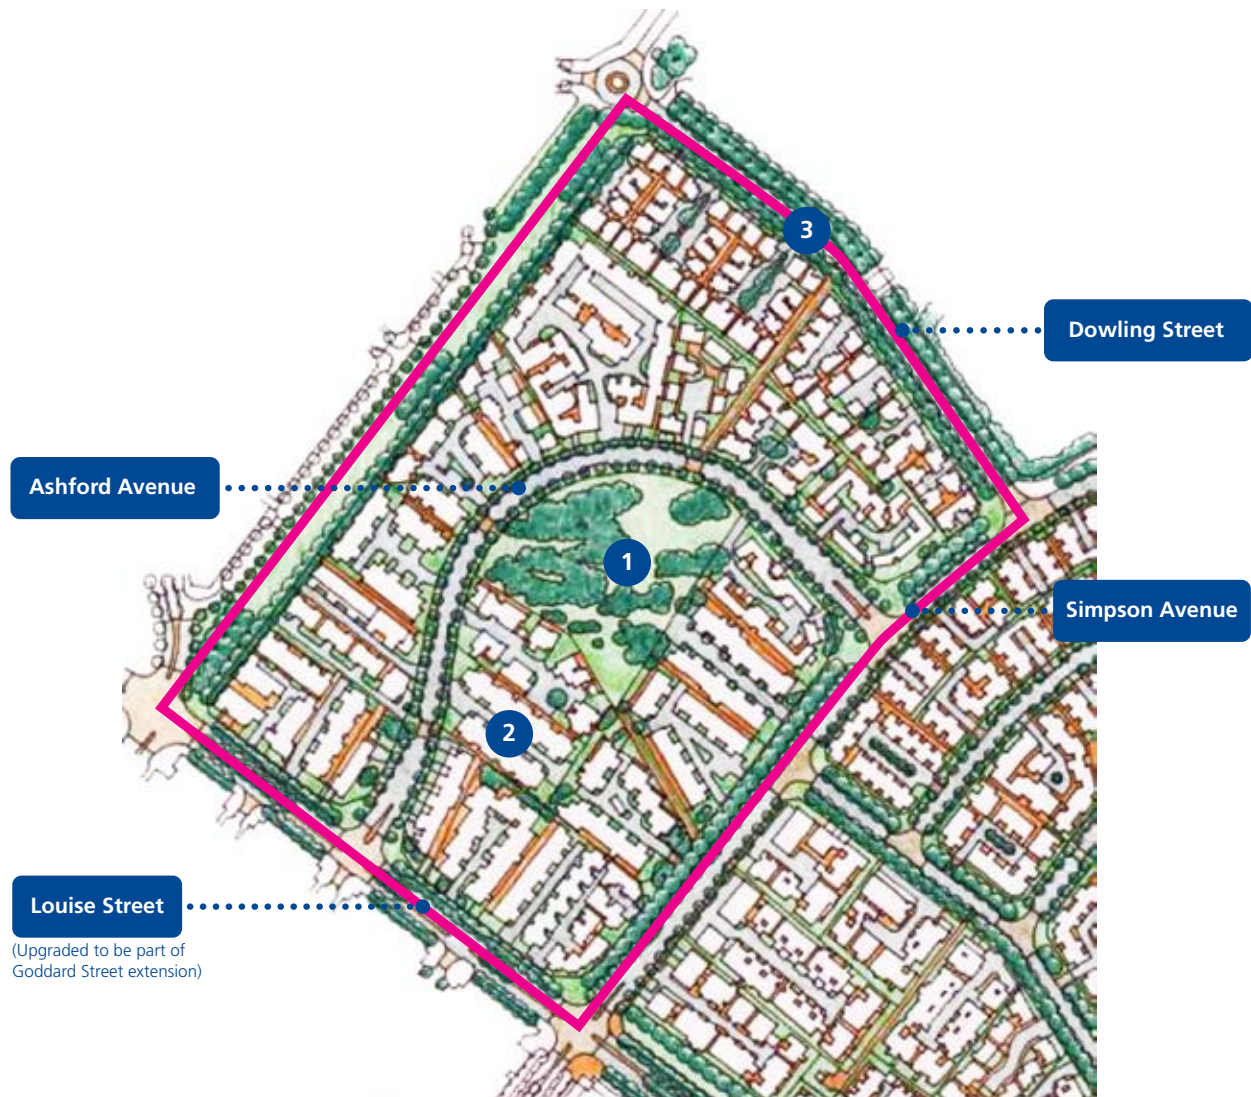 3
Dowling Street
Ashford Avenue
1
Simpson Avenue
2
Louise Street
(Upgraded to be part of
Goddard Street extension)